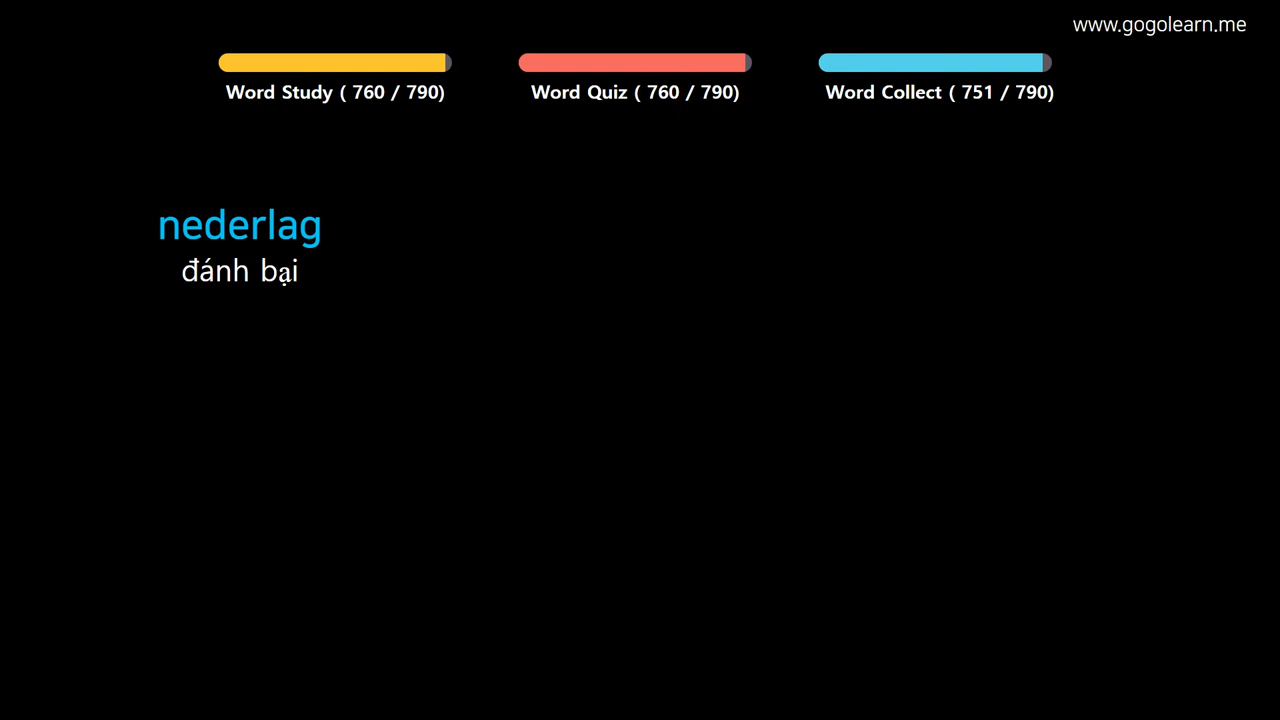 www.gogolearn.me
Word Study ( 760 / 790)
Word Quiz ( 760 / 790)
Word Collect ( 751 / 790)
nederlag
đánh bại